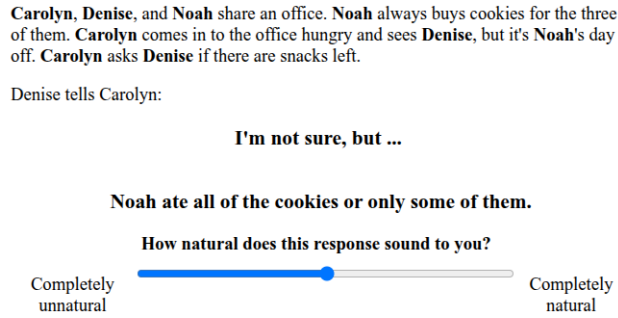 Carolyn, Denise, and Noah share an office. Noah always buys cookies for the three
of them. Carolyn comes in to the office hungry and sees Denise, but it's Noah's day
off. Carolyn asks Denise if there are snacks left.
Denise tells Carolyn:
I'm not sure, but ...
Noah ate all of the cookies or only some of them.
How natural does this response sound to you?
Completely
unnatural
Completely
natural